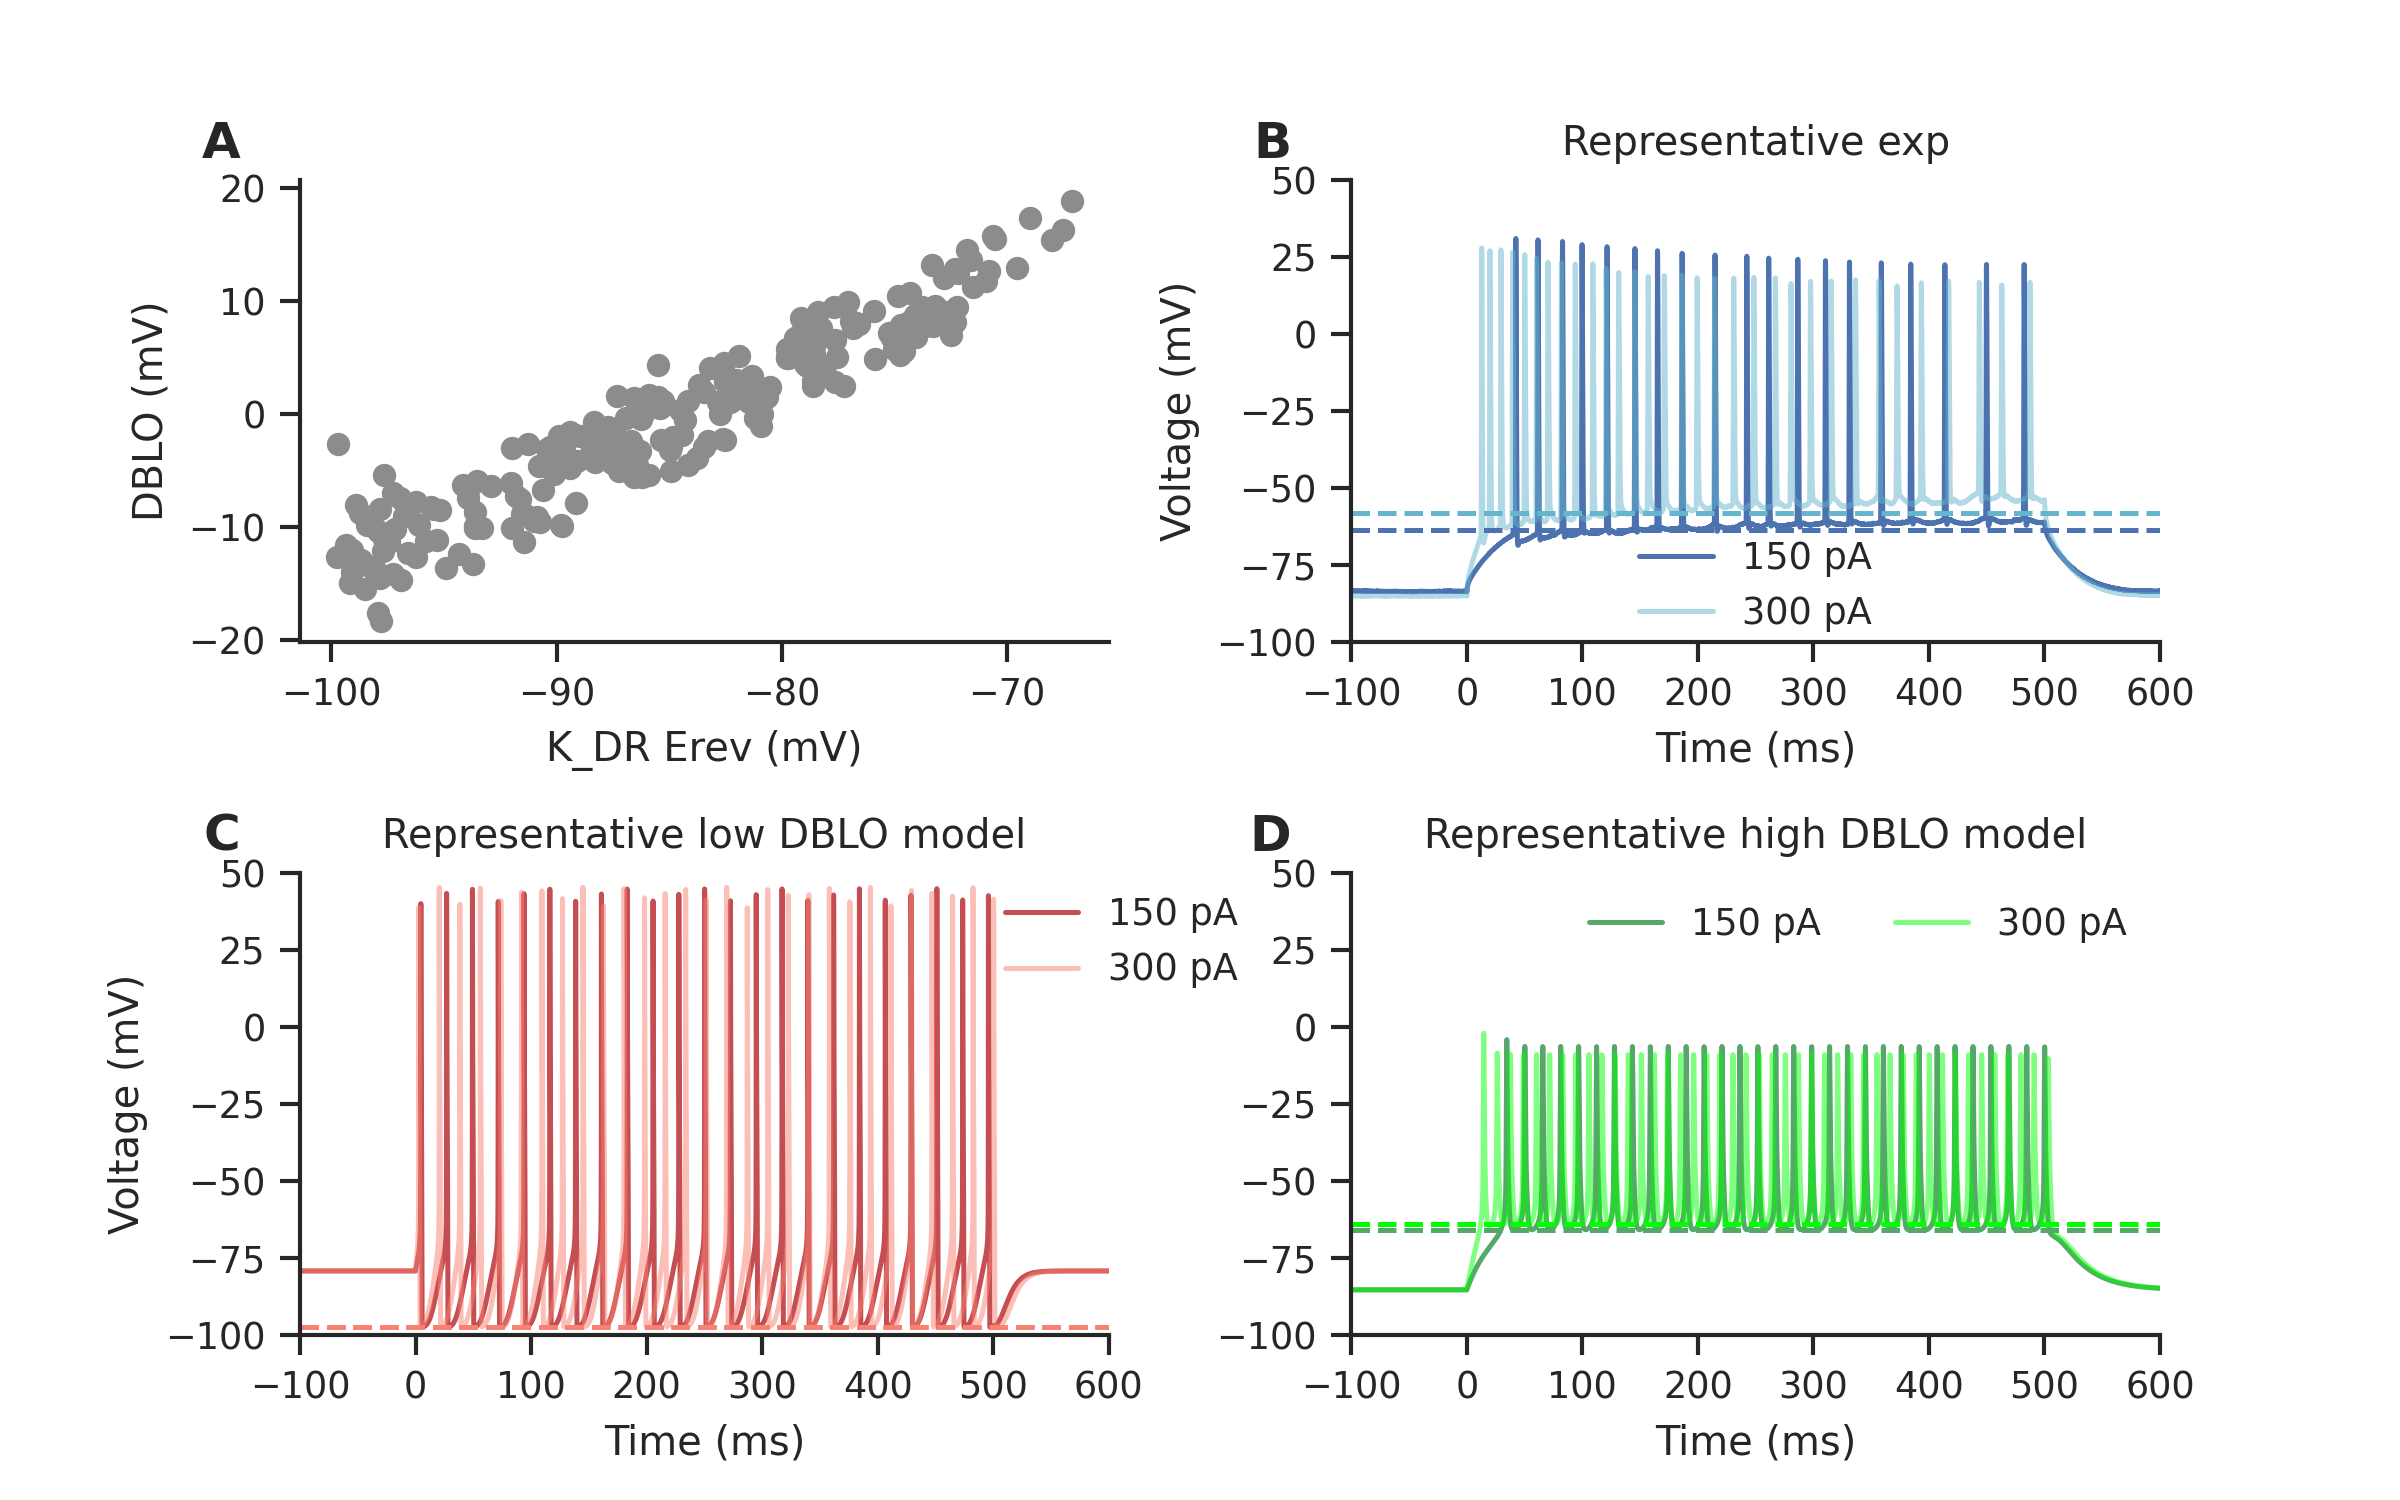 A
20
10
0
−10
−20
DBLO (mV)
−100 −90 −80 −70
K_DR Erev (mV)
B
Representative exp
50
25
0
−25
−50
−75
−100
Voltage (mV)
150 pA
300 pA
−100 0 100 200 300 400 500 600
Time (ms)
C
Representative low DBLO model
50
25
0
−25
−50
−75
−100
Voltage (mV)
150 pA
300 pA
−100 0 100 200 300 400 500 600
Time (ms)
D
Representative high DBLO model
50
25
0
−25
−50
−75
−100
150 pA 300 pA
−100 0 100 200 300 400 500 600
Time (ms)